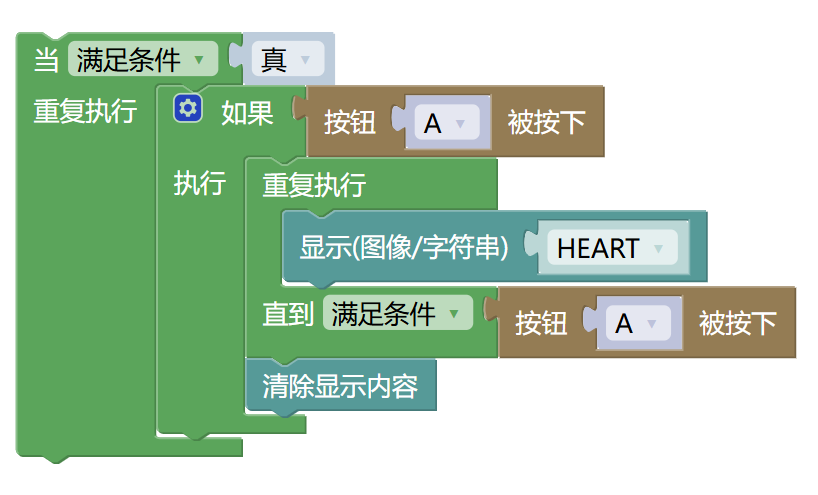 当 满足条件 真
重复执行 如果 按钮 A 被按下
执行 重复执行
显示(图像/字符串) HEART
直到 满足条件 按钮 A 被按下
清除显示内容